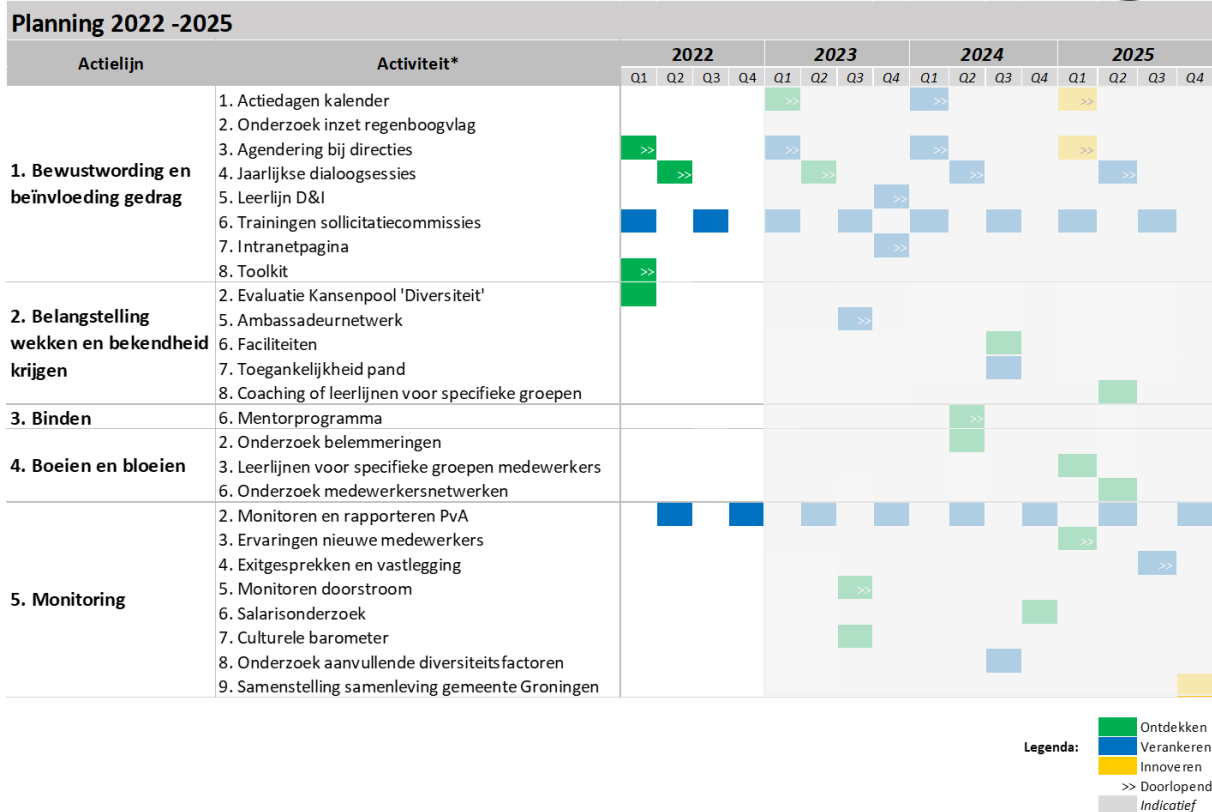 Planning 2022 -2025
Actielijn Activiteit* 2022 2023 2024 2025
Q1 Q2 Q3 Q4 Q1 Q2 Q3 Q4 Q1 Q2 Q3 Q4 Q1 Q2 Q3 Q4
1. Bewustwording en
beïnvloeding gedrag
1. Actiedagen kalender >> >> >>
2. Onderzoek inzet regenboogvlag
3. Agendering bij directies >> >> >> >>
4. Jaarlijkse dialoogsessies >> >> >> >>
5. Leerlijn D&I >>
6. Trainingen sollicitatiecommissies
7. Intranetpagina >>
8. Toolkit >>
2. Belangstelling
wekken en bekendheid
krijgen
2. Evaluatie Kansenpool 'Diversiteit'
5. Ambassadeurnetwerk >>
6. Faciliteiten
7. Toegankelijkheid pand
8. Coaching of leerlijnen voor specifieke groepen
3. Binden
6. Mentorprogramma >>
4. Boeien en bloeien
2. Onderzoek belemmeringen
3. Leerlijnen voor specifieke groepen medewerkers
6. Onderzoek medewerkersnetwerken
5. Monitoring
2. Monitoren en rapporteren PvA
3. Ervaringen nieuwe medewerkers >>
4. Exitgesprekken en vastlegging >>
5. Monitoren doorstroom >>
6. Salarisonderzoek
7. Culturele barometer
8. Onderzoek aanvullende diversiteitsfactoren
9. Samenstelling samenleving gemeente Groningen
Legenda:
Ontdekken
Verankeren
Innoveren
>> Doorlopend
Indicatief